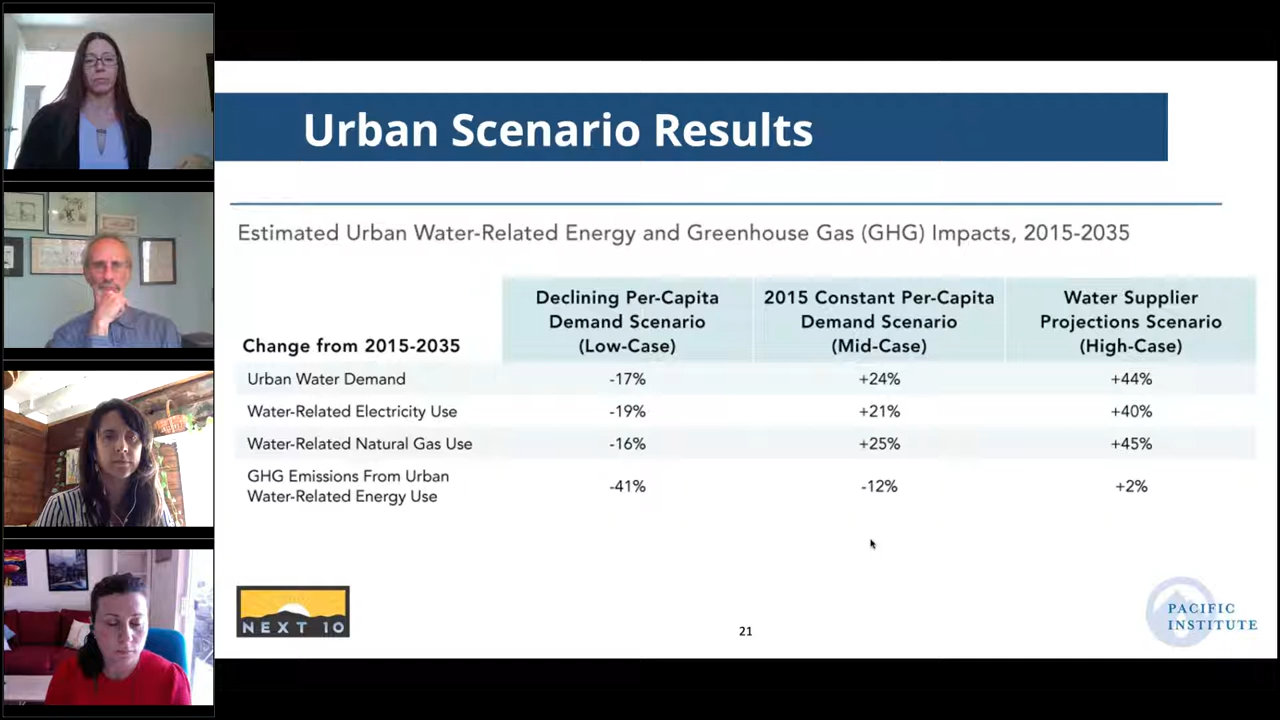 Urban Scenario Results
Estimated Urban Water-Related Energy and Greenhouse Gas (GHG) Impacts, 2015-2035
Change from 2015-2035
Declining Per-Capita
Demand Scenario
(Low-Case)
2015 Constant Per-Capita
Demand Scenario
(Mid-Case)
Water Supplier
Projections Scenario
(High-Case)
Urban Water Demand -17% +24% +44%
Water-Related Electricity Use -19% +21% +40%
Water-Related Natural Gas Use -16% +25% +45%
GHG Emissions From Urban
Water-Related Energy Use -41% -12% +2%
NEXT 10
21
PACIFIC
INSTITUTE